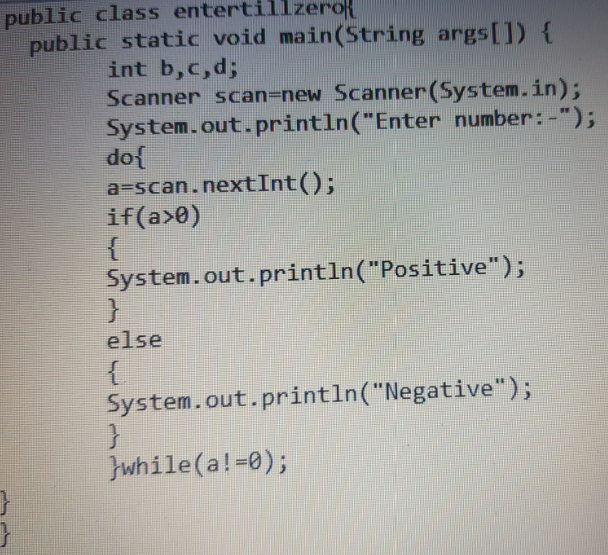 public class entertillzero{
public static void main(String args[]) {
int b,c,d;
Scanner scan=new Scanner(System.in);
System.out.println("Enter number:-");
do{
a=scan.nextInt();
if(a>0)
{
System.out.println("Positive");
}
else
{
System.out.println("Negative");
}
}while(a!=0);
}
}